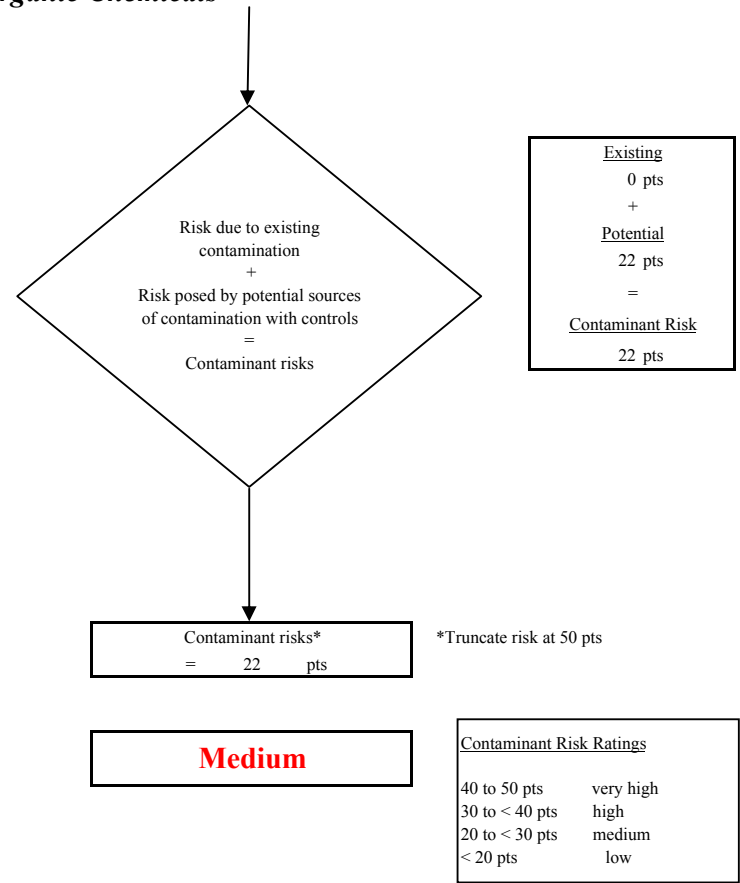 Risk due to existing
contamination
+
Risk posed by potential sources
of contamination with controls
=
Contaminant risks
Existing
0 pts
+
Potential
22 pts
=
Contaminant Risk
22 pts
Contaminant risks*
= 22 pts
*Truncate risk at 50 pts
Medium
Contaminant Risk Ratings
40 to 50 pts very high
30 to < 40 pts high
20 to < 30 pts medium
< 20 pts low